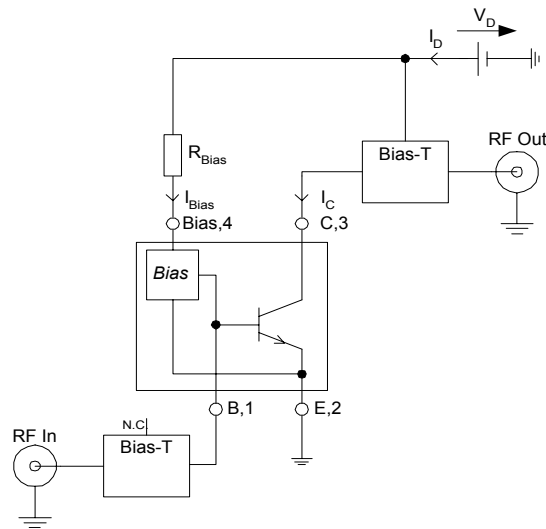 V_D
I_D
R_Bias
Bias-T
RF Out
I_Bias
I_C
Bias,4
C,3
Bias
B,1
E,2
N.C.
RF In
Bias-T